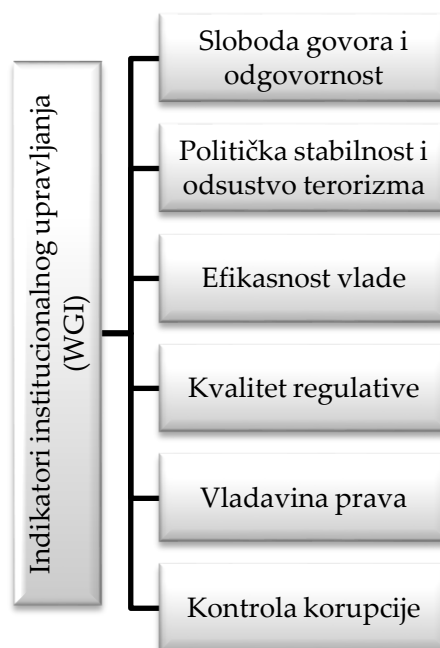 Indikatori institucionalnog upravljanja
(WGI)
Sloboda govora i
odgovornost
Politička stabilnost i
odsustvo terorizma
Efikasnost vlade
Kvalitet regulative
Vladavina prava
Kontrola korupcije